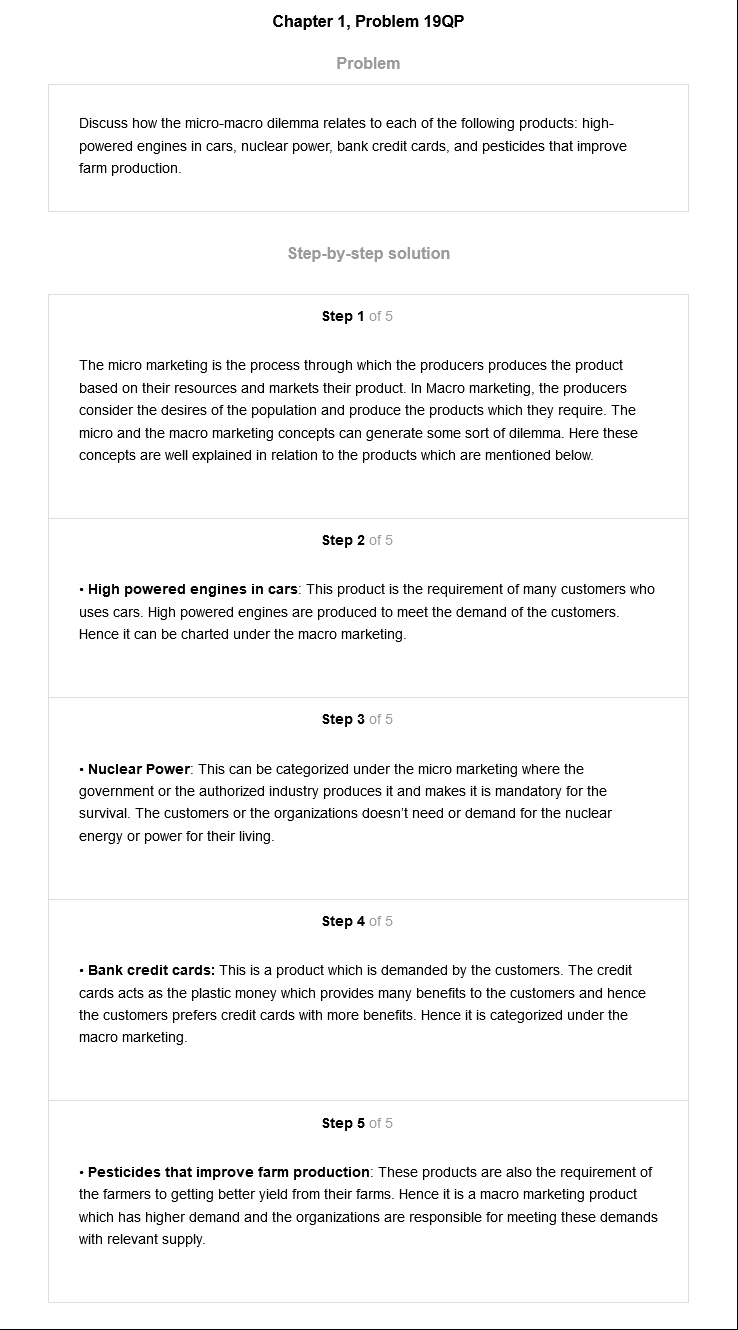 Chapter 1, Problem 19QP
Problem
Discuss how the micro-macro dilemma relates to each of the following products: high-
powered engines in cars, nuclear power, bank credit cards, and pesticides that improve
farm production.
Step-by-step solution
Step 1 of 5
The micro marketing is the process through which the producers produces the product
based on their resources and markets their product. In Macro marketing, the producers
consider the desires of the population and produce the products which they require. The
micro and the macro marketing concepts can generate some sort of dilemma. Here these
concepts are well explained in relation to the products which are mentioned below.
Step 2 of 5
• High powered engines in cars: This product is the requirement of many customers who
uses cars. High powered engines are produced to meet the demand of the customers.
Hence it can be charted under the macro marketing.
Step 3 of 5
• Nuclear Power: This can be categorized under the micro marketing where the
government or the authorized industry produces it and makes it is mandatory for the
survival. The customers or the organizations doesn't need or demand for the nuclear
energy or power for their living.
Step 4 of 5
• Bank credit cards: This is a product which is demanded by the customers. The credit
cards acts as the plastic money which provides many benefits to the customers and hence
the customers prefers credit cards with more benefits. Hence it is categorized under the
macro marketing.
Step 5 of 5
• Pesticides that improve farm production: These products are also the requirement of
the farmers to getting better yield from their farms. Hence it is a macro marketing product
which has higher demand and the organizations are responsible for meeting these demands
with relevant supply.